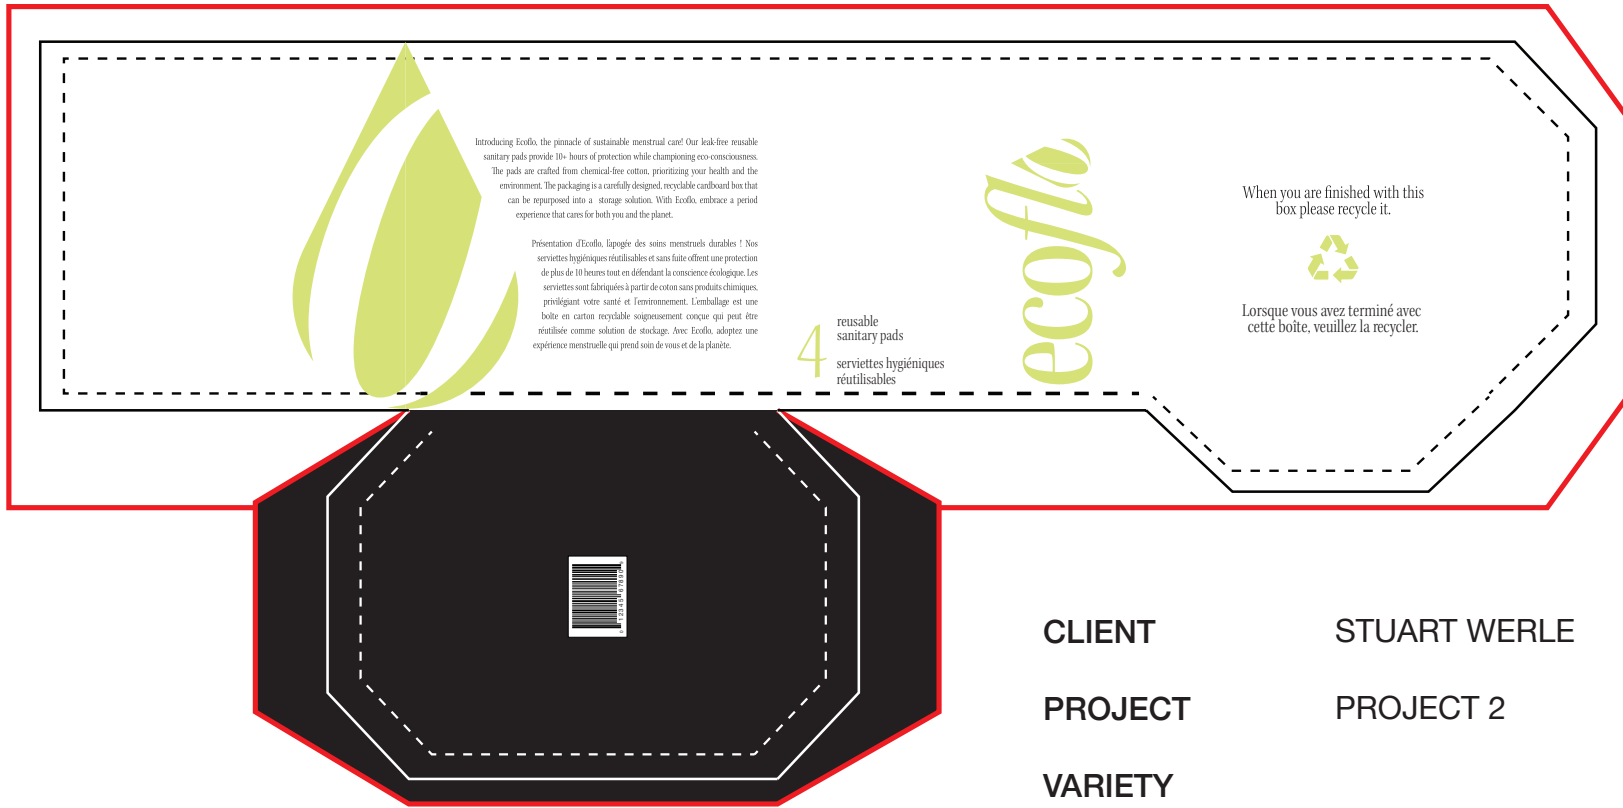 Introducing Ecoflo, the pinnacle of sustainable menstrual care! Our leak-free reusable
sanitary pads provide 10+ hours of protection while championing eco-consciousness.
The pads are crafted from chemical-free cotton, prioritizing your health and the
environment. The packaging is a carefully designed, recyclable cardboard box that
can be repurposed into a storage solution. With Ecoflo, embrace a period
experience that cares for both you and the planet.
Présentation d'Ecoflo, l'apogée des soins menstruels durables ! Nos
serviettes hygiéniques réutilisables et sans fuite offrent une protection
de plus de 10 heures tout en défendant la conscience écologique. Les
serviettes sont fabriquées à partir de coton sans produits chimiques,
privilégiant votre santé et l'environnement. L'emballage est une
boîte en carton recyclable soigneusement conçue qui peut être
réutilisée comme solution de stockage. Avec Ecoflo, adoptez une
expérience menstruelle qui prend soin de vous et de la planète.
4
reusable
sanitary pads
serviettes hygiéniques
réutilisables
ecoflo
When you are finished with this
box please recycle it.
Lorsque vous avez terminé avec
cette boîte, veuillez la recycler.
0 12345 67890
CLIENT STUART WERLE
PROJECT PROJECT 2
VARIETY